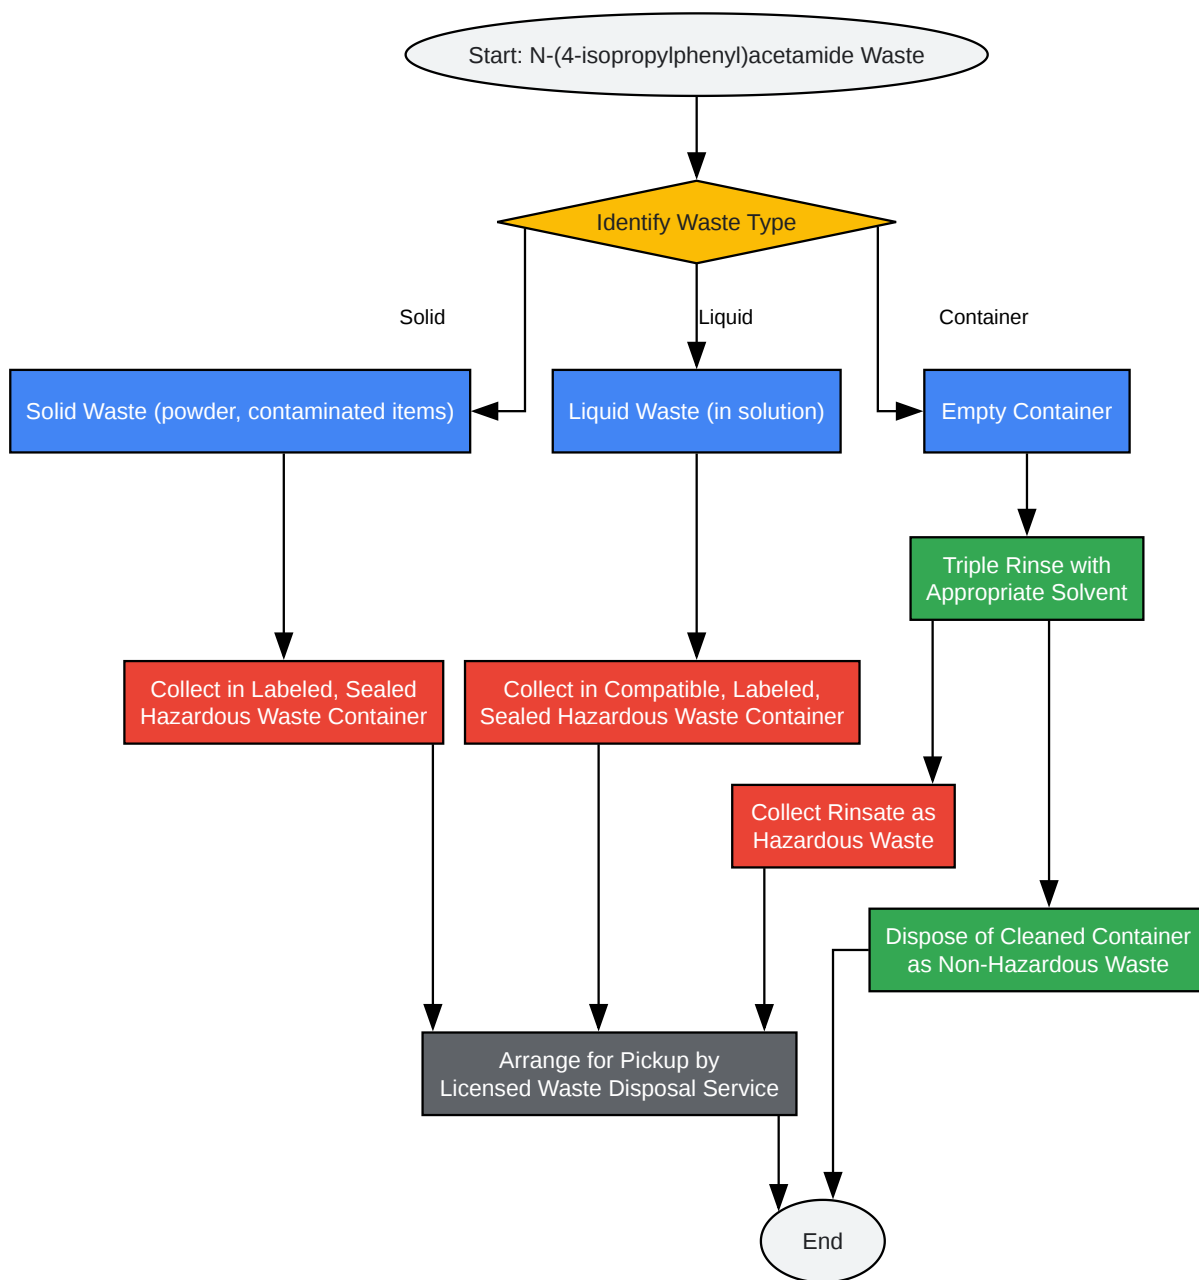 Start: N-(4-isopropylphenyl)acetamide Waste
Identify Waste Type
Solid
Liquid
Container
Solid Waste (powder, contaminated items)
Liquid Waste (in solution)
Empty Container
Triple Rinse with
Appropriate Solvent
Collect in Labeled, Sealed
Hazardous Waste Container
Collect in Compatible, Labeled,
Sealed Hazardous Waste Container
Collect Rinsate as
Hazardous Waste
Dispose of Cleaned Container
as Non-Hazardous Waste
Arrange for Pickup by
Licensed Waste Disposal Service
End